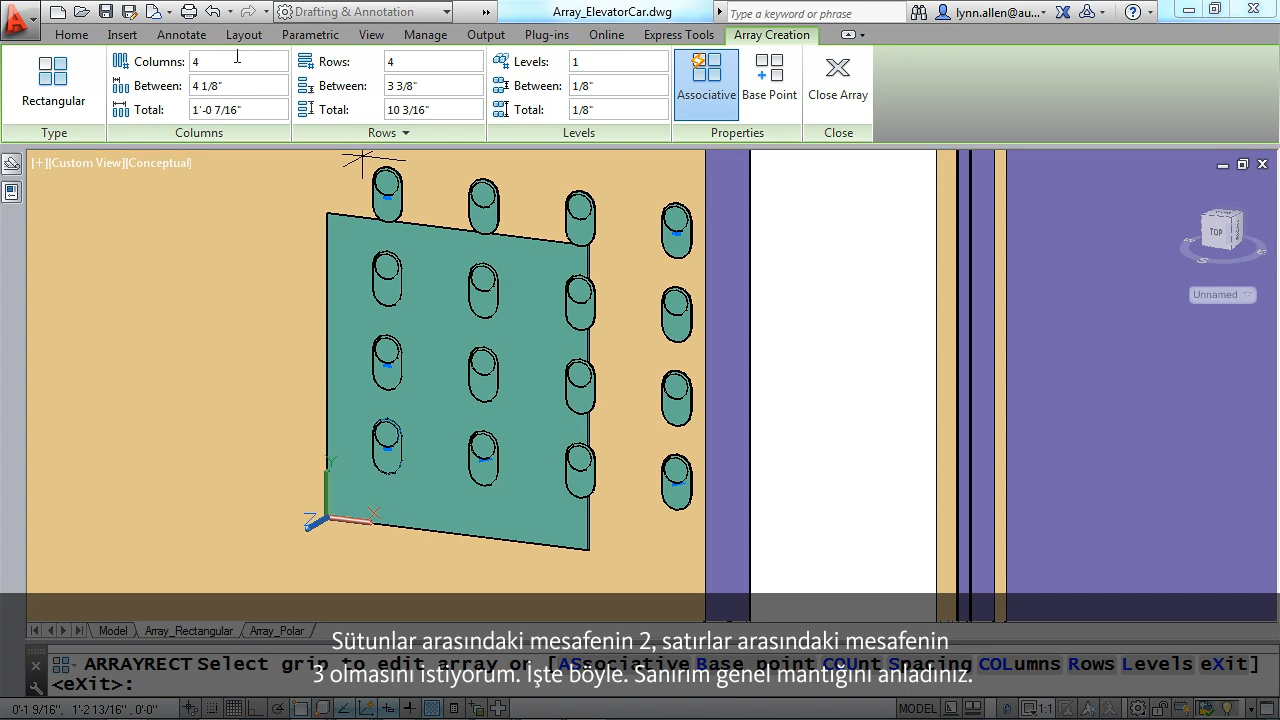 Drafting & Annotation
Array_ElevatorCar.dwg
Type a keyword or phrase
lynn.allen@au...
Home Insert Annotate Layout Parametric View Manage Output Plug-ins Online Express Tools Array Creation
Columns: 4 Rows: 4 Levels: 1
Between: 4 1/8" Between: 3 3/8" Between: 1/8"
Total: 1'-0 7/16" Total: 10 3/16" Total: 1/8"
Rectangular Associative Base Point Close Array
Type Columns Rows Levels Properties Close
[+][Custom View][Conceptual]
TOP
Unnamed
Y
Z X
Model Array_Rectangular Array_Polar
Sütunlar arasındaki mesafenin 2, satırlar arasındaki mesafenin
ARRAYRECT Select grip to edit array or [ASsociative Base point COUnt Spacing COLumns Rows Levels eXit]
3 olmasını istiyorum. İşte böyle. Sanırım genel mantığını anladınız.
<eXit>:
0'-1 9/16", 1'-2 13/16", 0'-0" MODEL 1:1